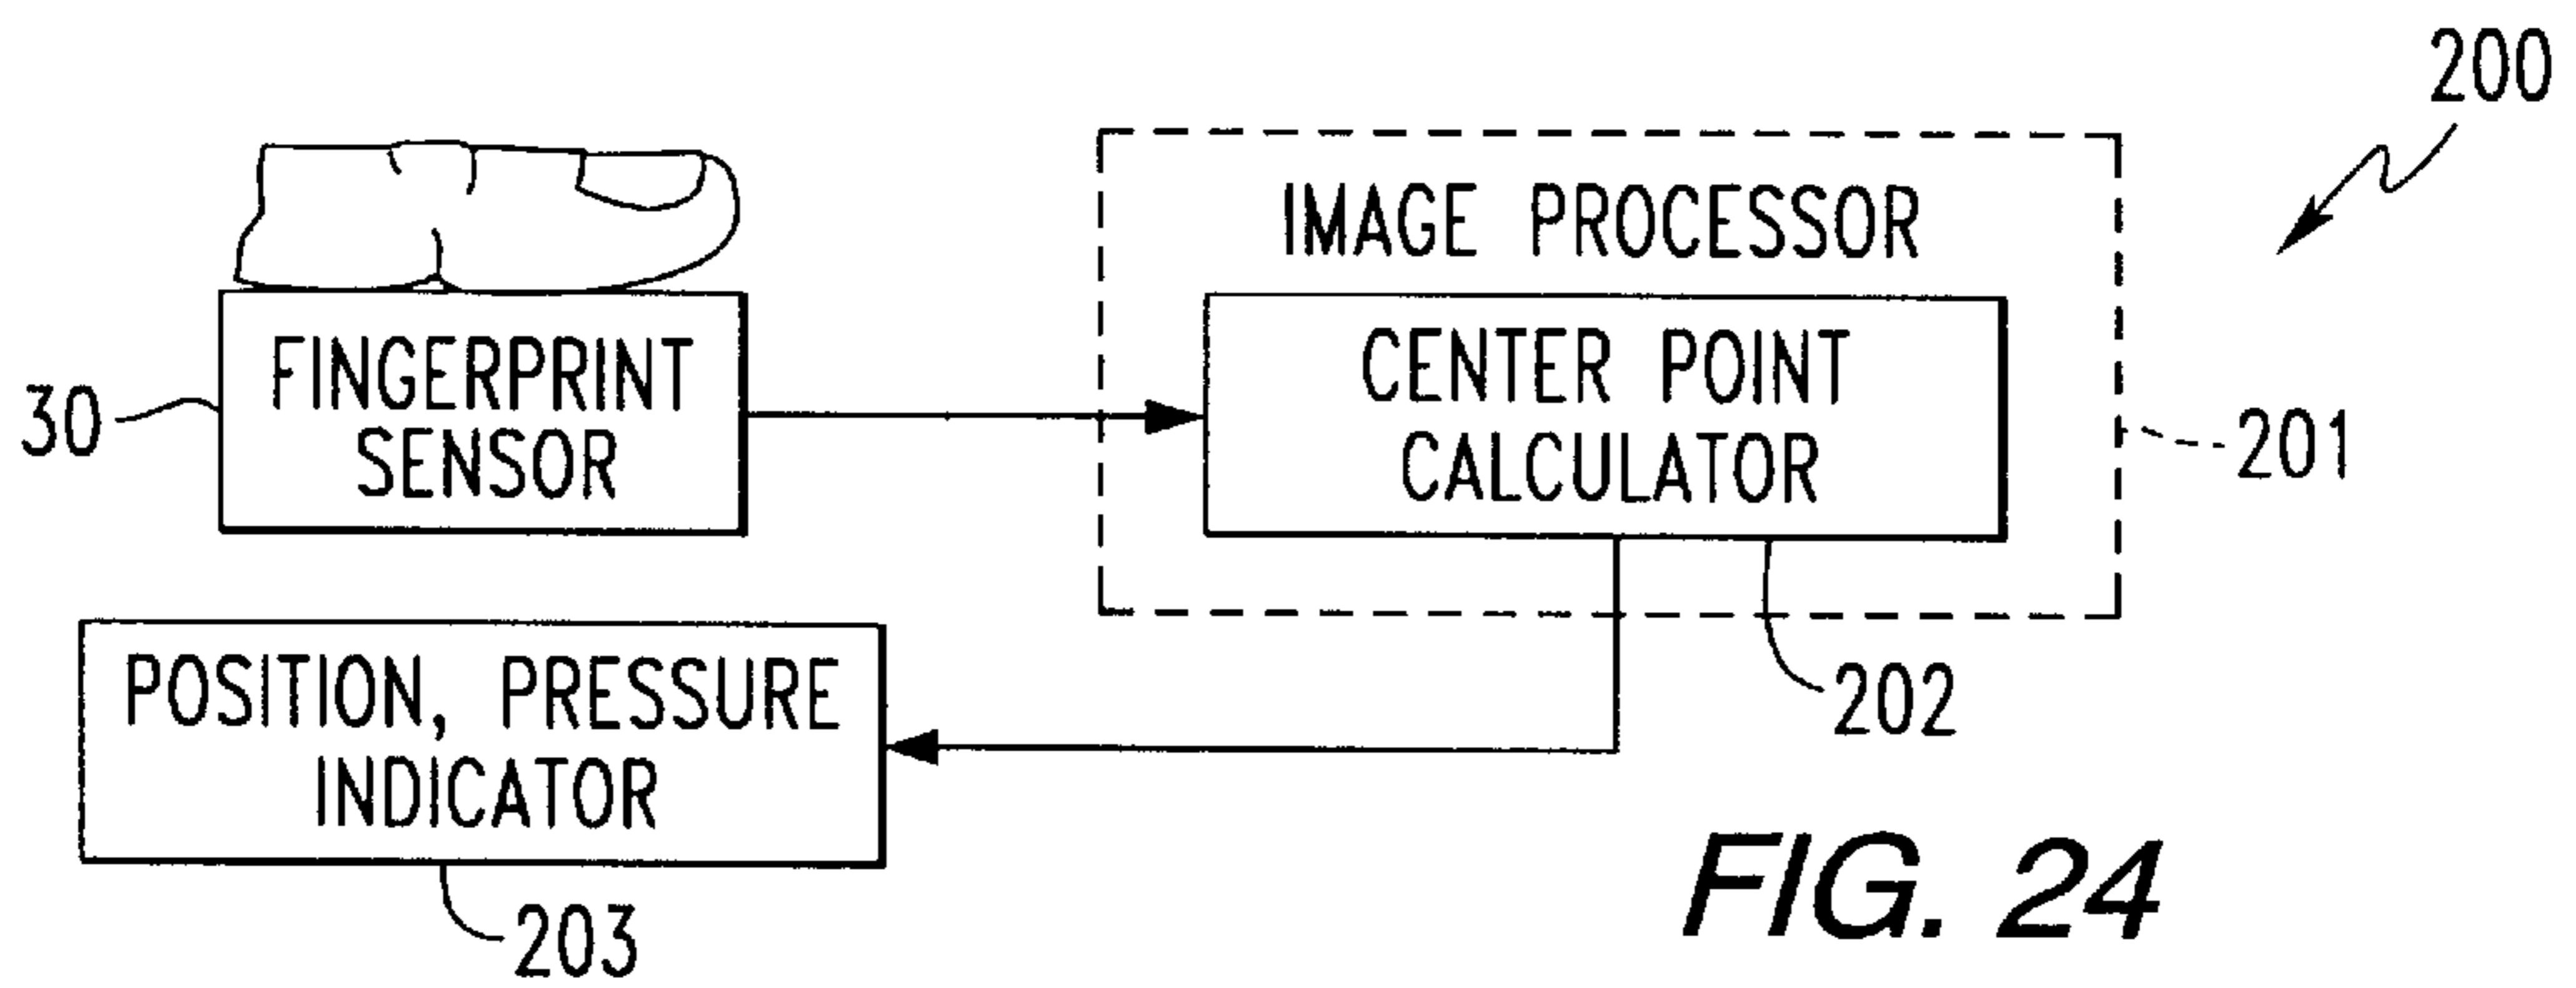 200
IMAGE PROCESSOR
FINGERPRINT
SENSOR
30
CENTER POINT
CALCULATOR
201
202
POSITION, PRESSURE
INDICATOR
203
FIG. 24